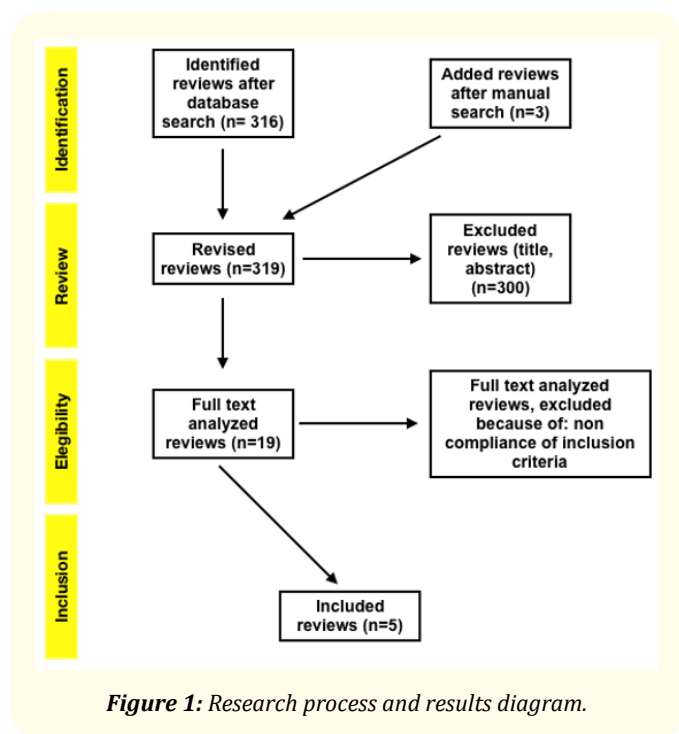 Identification
Identified
reviews after
database
search (n= 316)
Added reviews
after manual
search (n=3)
Review
Revised
reviews (n=319)
Excluded
reviews (title,
abstract)
(n=300)
Elegibility
Full text
analyzed
reviews (n=19)
Full text analyzed
reviews, excluded
because of: non
compliance of inclusion
criteria
Inclusion
Included
reviews (n=5)
Figure 1: Research process and results diagram.